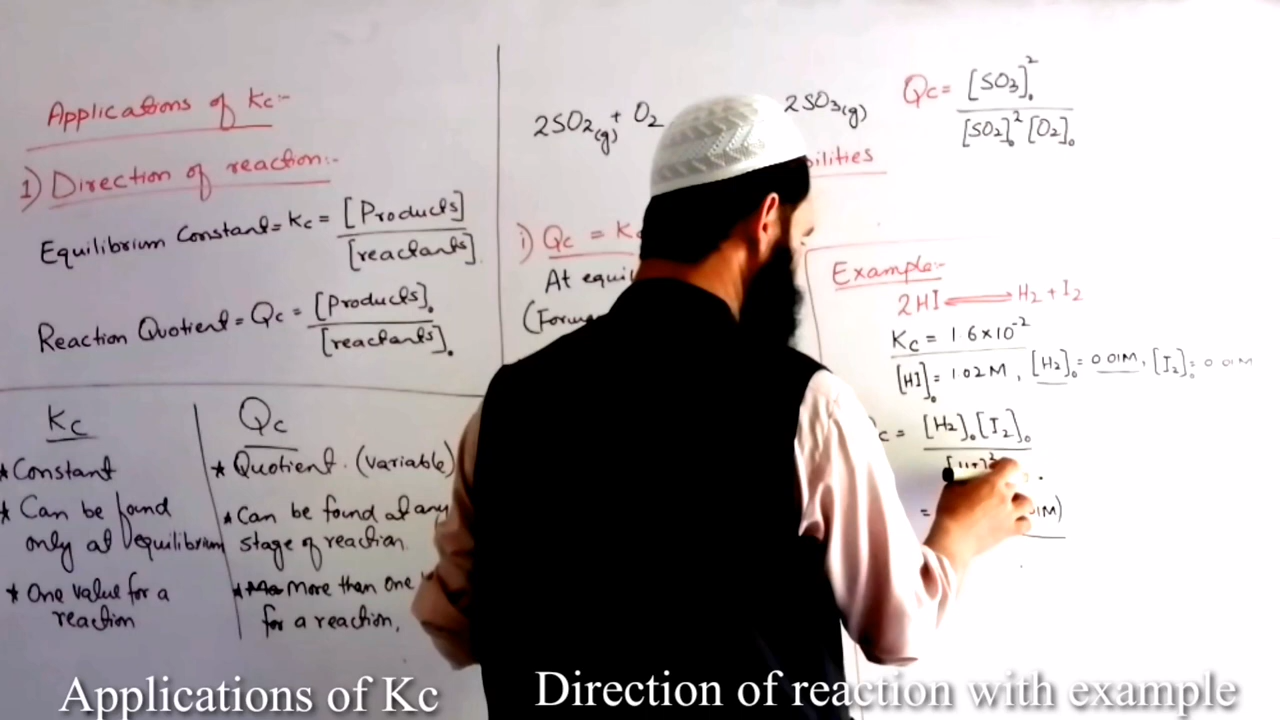 Applications of Kc:-
1) Direction of reaction:-
Equilibrium Constant = Kc = [Products]
[reactants]
Reaction Quotient = Qc = [Products]₀
[reactants]₀
Kc
* Constant
* Can be found
only at equilibrium
* One value for a
reaction
Qc
* Quotient. (Variable)
* Can be found at any
stage of reaction.
* More than one
for a reaction,
2SO2(g) + O2
2SO3(g)
Qc = [SO3]₀²
[SO2]₀² [O2]₀
i) Qc = Kc
At
Example:-
2HI ⇌ H2 + I2
Kc = 1.6×10⁻²
[HI]₀ = 1.02M, [H2]₀ = 0.01M, [I2]₀ = 0.01M
= [H2]₀[I2]₀
=
Applications of Kc
Direction of reaction with example